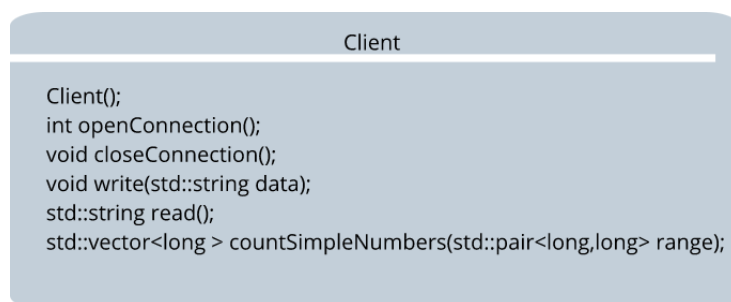 Client
Client();
int openConnection();
void closeConnection();
void write(std::string data);
std::string read();
std::vector<long > countSimpleNumbers(std::pair<long,long> range);